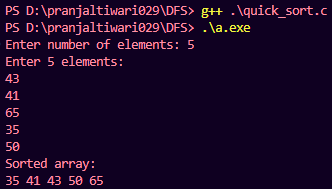 PS D:\pranjaltiwari029\DFS> g++ .\quick_sort.c
PS D:\pranjaltiwari029\DFS> .\a.exe
Enter number of elements: 5
Enter 5 elements:
43
41
65
35
50
Sorted array:
35 41 43 50 65